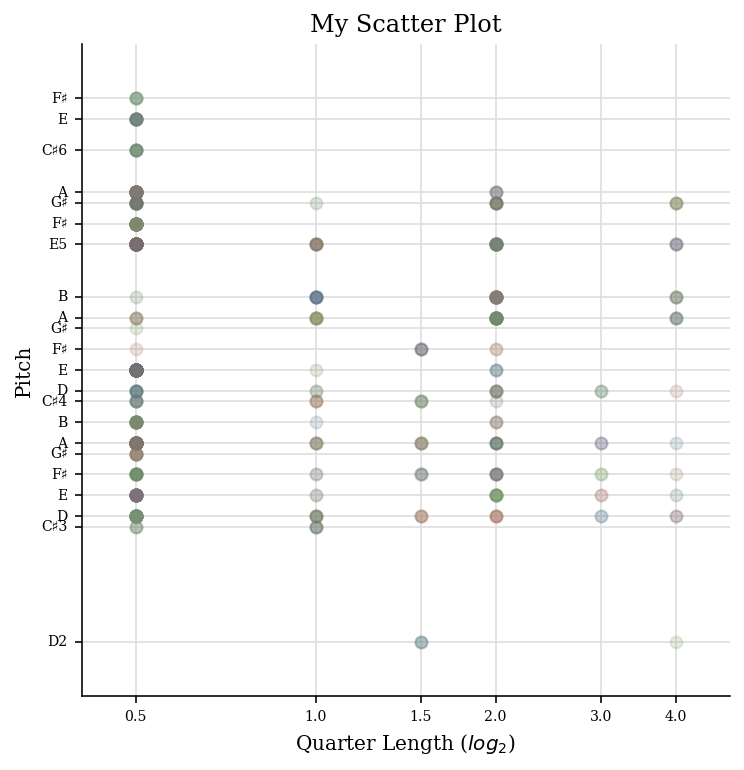 My Scatter Plot
F♯
E
C♯6
A
G♯
F♯
E5
B
A
G♯
F♯
E
D
C♯4
B
A
G♯
F♯
E
D
C♯3
D2
Pitch
0.5 1.0 1.5 2.0 3.0 4.0
Quarter Length (log₂)